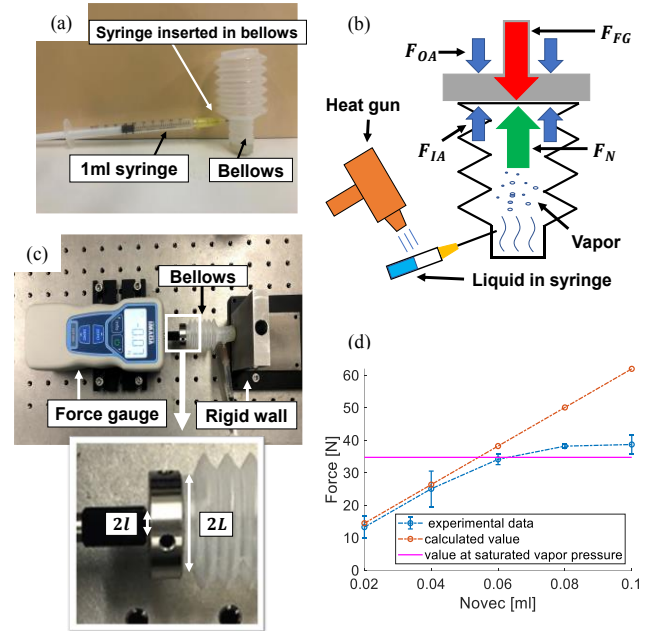 (a)
Syringe inserted in bellows
1ml syringe
Bellows
(b)
F_OA
F_FG
Heat gun
F_IA
F_N
Vapor
Liquid in syringe
(c)
Bellows
Force gauge
Rigid wall
2l
2L
(d)
Force [N]
60
50
40
30
20
10
0
experimental data
calculated value
value at saturated vapor pressure
0.02
0.04
0.06
0.08
0.1
Novec [ml]